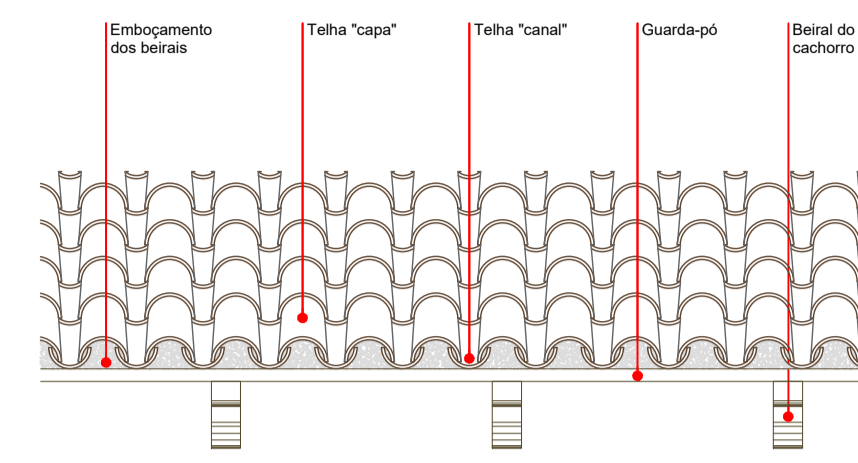 Emboçamento
dos beirais
Telha "capa"
Telha "canal"
Guarda-pó
Beiral do
cachorro